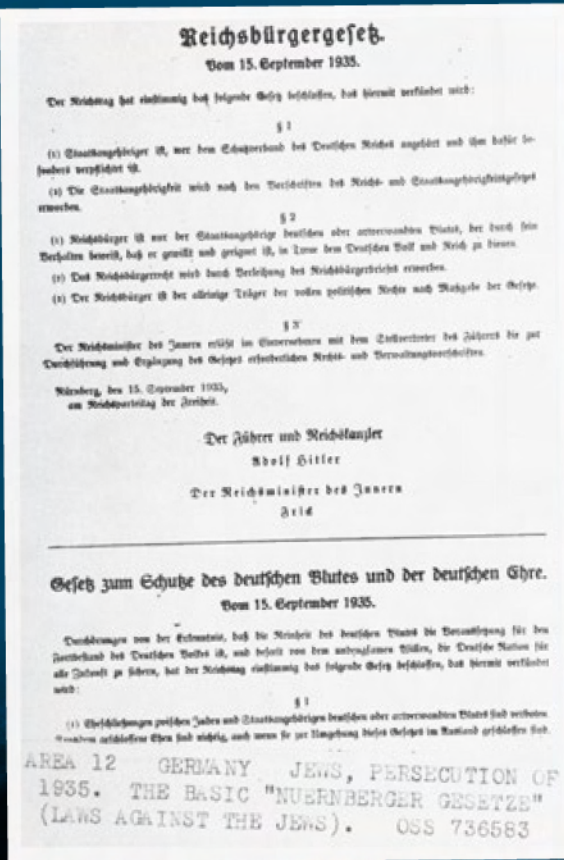 Reichsbürgergesetz.
Vom 15. September 1935.
Der Reichstag hat einstimmig das folgende Gesetz beschlossen, das hiermit verkündet wird:
§ 1
(1) Staatsangehöriger ist, wer dem Schutzverband des Deutschen Reiches angehört und ihm dafür be-
sonders verpflichtet ist.
(2) Die Staatsangehörigkeit wird nach den Vorschriften des Reichs- und Staatsangehörigkeitsgesetzes
erworben.
§ 2
(1) Reichsbürger ist nur der Staatsangehörige deutschen oder artverwandten Blutes, der durch sein
Verhalten beweist, daß er gewillt und geeignet ist, in Treue dem Deutschen Volk und Reich zu dienen.
(2) Das Reichsbürgerrecht wird durch Verleihung des Reichsbürgerbriefes erworben.
(3) Der Reichsbürger ist der alleinige Träger der vollen politischen Rechte nach Maßgabe der Gesetze.
§ 3
Der Reichsminister des Innern erläßt im Einvernehmen mit dem Stellvertreter des Führers die zur
Durchführung und Ergänzung des Gesetzes erforderlichen Rechts- und Verwaltungsvorschriften.
Nürnberg, den 15. September 1935,
am Reichsparteitag der Freiheit.
Der Führer und Reichskanzler
Adolf Hitler
Der Reichsminister des Innern
Frick
Gesetz zum Schutze des deutschen Blutes und der deutschen Ehre.
Vom 15. September 1935.
Durchdrungen von der Erkenntnis, daß die Reinheit des deutschen Blutes die Voraussetzung für den
Fortbestand des Deutschen Volkes ist, und beseelt von dem unbeugsamen Willen, die Deutsche Nation für
alle Zukunft zu sichern, hat der Reichstag einstimmig das folgende Gesetz beschlossen, das hiermit verkündet
wird:
§ 1
(1) Eheschließungen zwischen Juden und Staatsangehörigen deutschen oder artverwandten Blutes sind verboten.
Trotzdem geschlossene Ehen sind nichtig, auch wenn sie zur Umgehung dieses Gesetzes im Ausland geschlossen sind.
AREA 12 GERMANY JEWS, PERSECUTION OF
1935. THE BASIC "NUERNBERGER GESETZE"
(LAWS AGAINST THE JEWS). OSS 736583